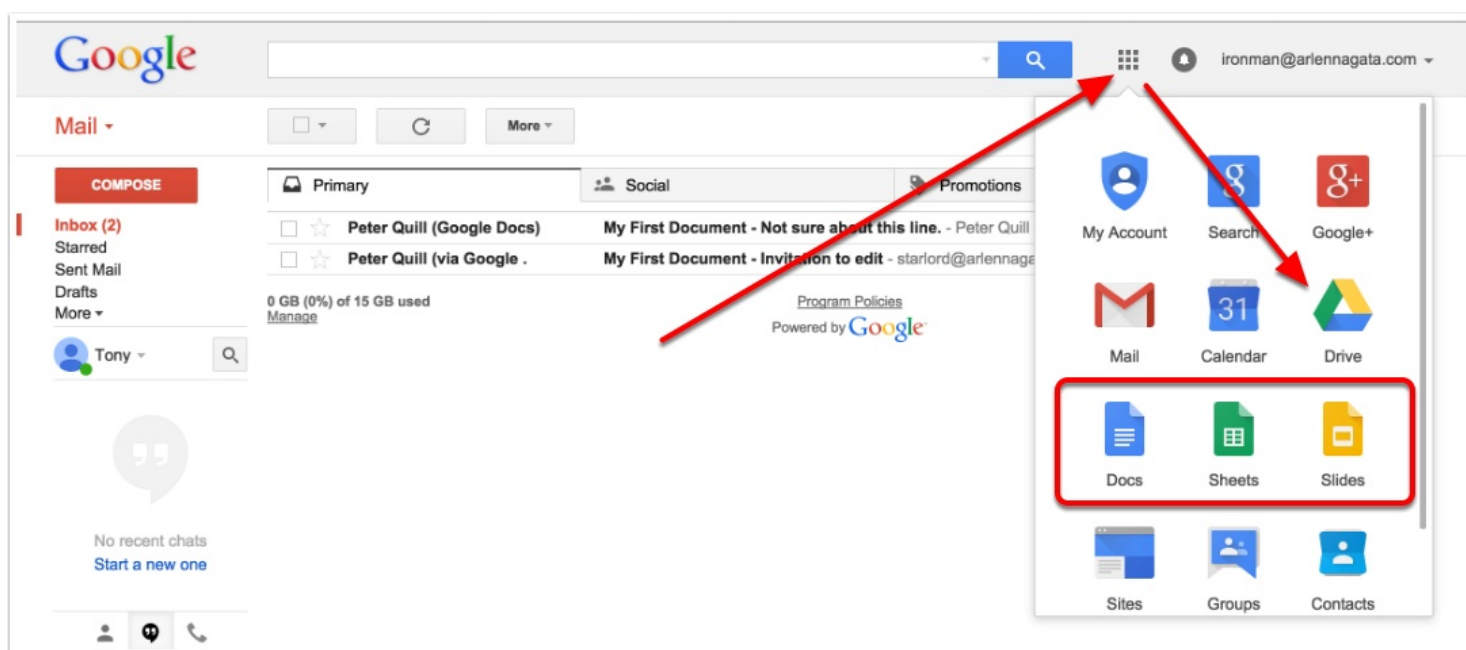 Google
ironman@arlennagata.com
Mail
More
COMPOSE
Primary
Social
Promotions
Inbox (2)
Starred
Sent Mail
Drafts
More
Peter Quill (Google Docs) My First Document - Not sure about this line. - Peter Quill
Peter Quill (via Google . My First Document - Invitation to edit - starlord@arlennaga
0 GB (0%) of 15 GB used
Manage
Program Policies
Powered by Google
Tony
No recent chats
Start a new one
My Account Search Google+
31
Mail Calendar Drive
Docs Sheets Slides
Sites Groups Contacts